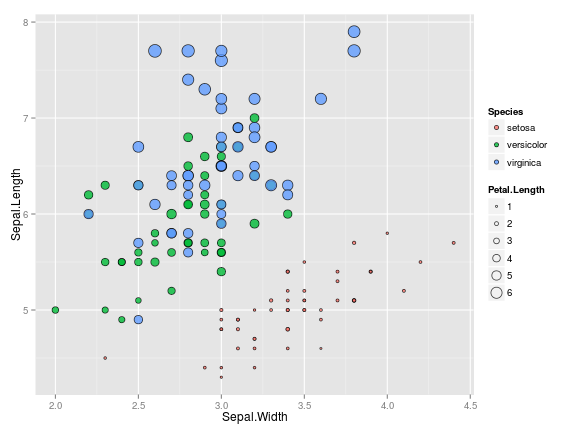 8
7
6
5
Sepal.Length
2.0 2.5 3.0 3.5 4.0 4.5
Sepal.Width
Species
setosa
versicolor
virginica
Petal.Length
1
2
3
4
5
6